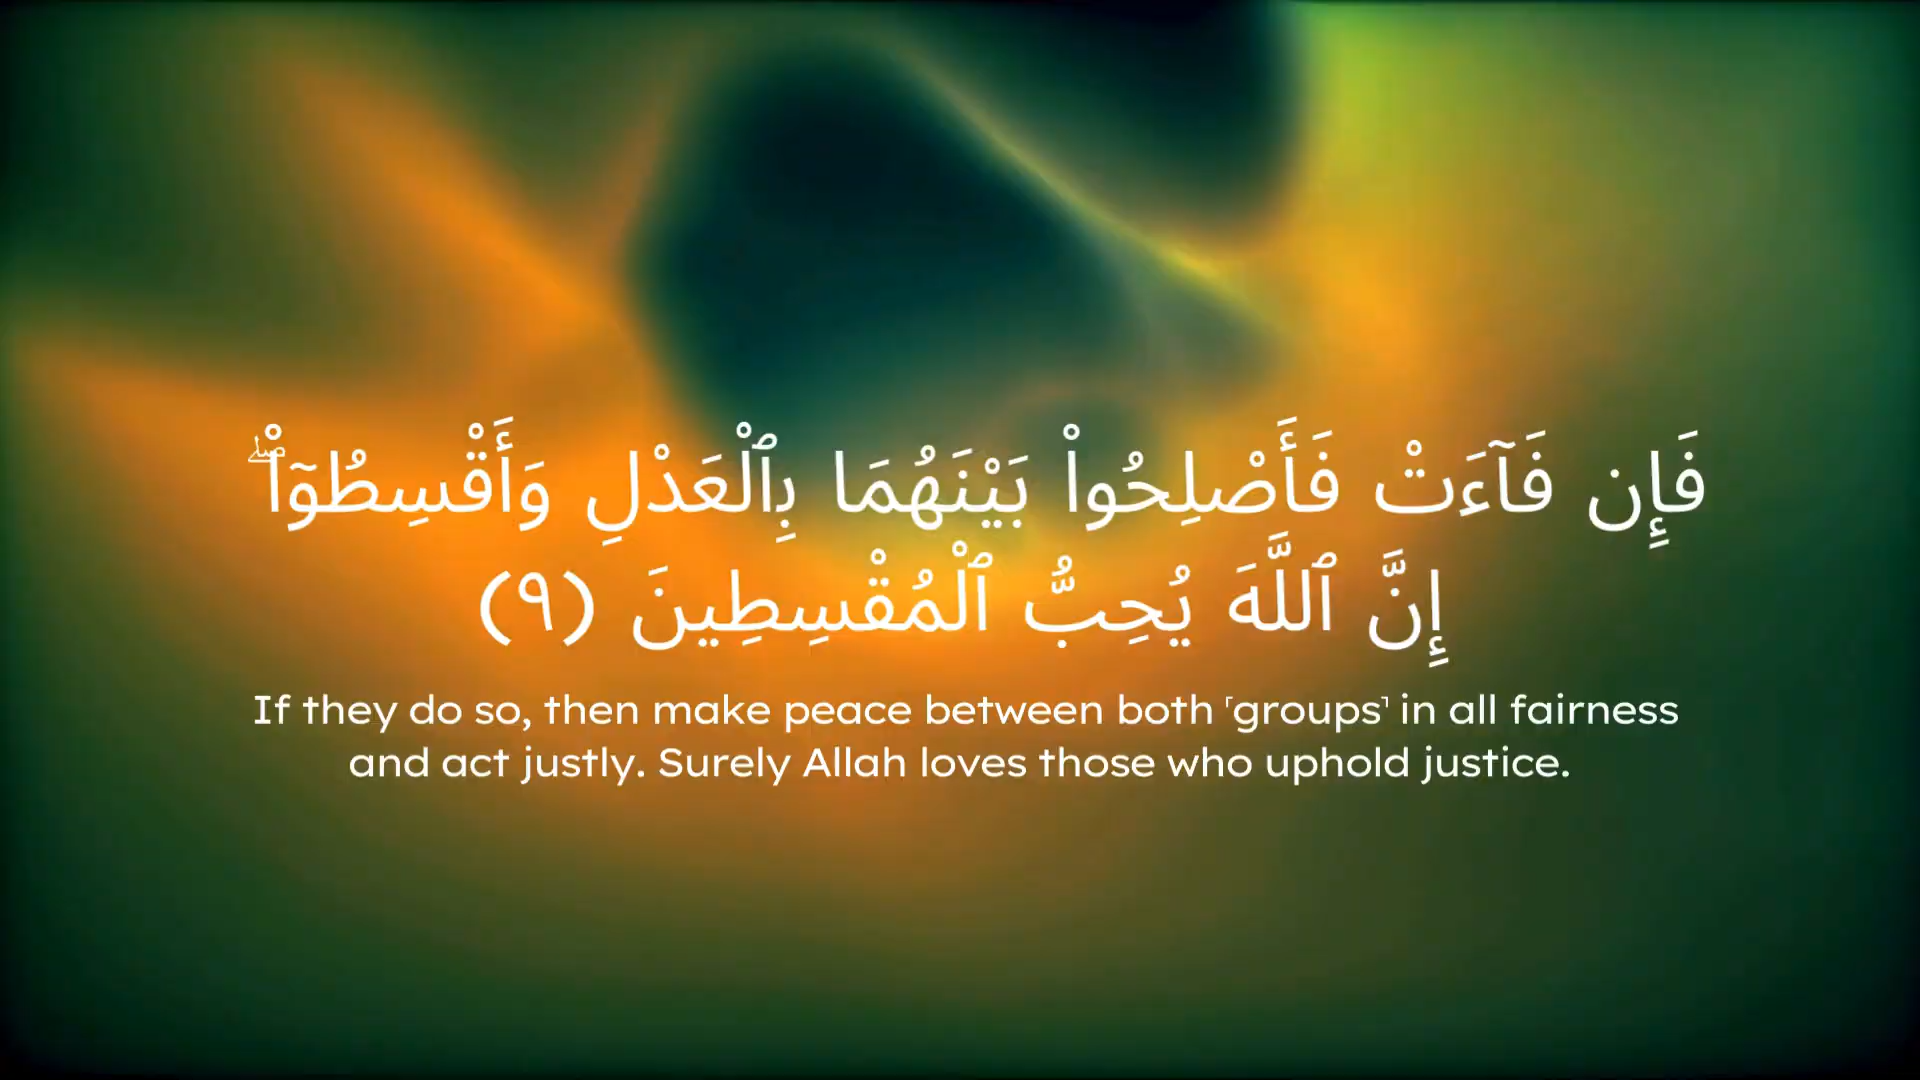 فَإِن فَآءَتْ فَأَصْلِحُوا۟ بَيْنَهُمَا بِٱلْعَدْلِ وَأَقْسِطُوٓا۟ ۖ
إِنَّ ٱللَّهَ يُحِبُّ ٱلْمُقْسِطِينَ (٩)
If they do so, then make peace between both ˹groups˺ in all fairness
and act justly. Surely Allah loves those who uphold justice.